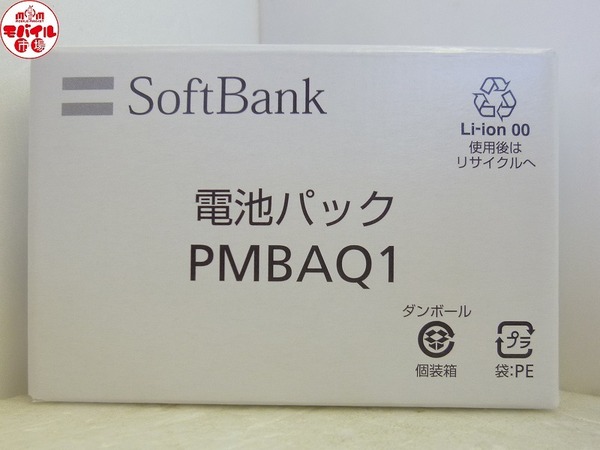 モバイル
市場
SoftBank
Li-ion 00
使用後は
リサイクルへ
電池パック
PMBAQ1
ダンボール
個装箱
プラ
袋:PE